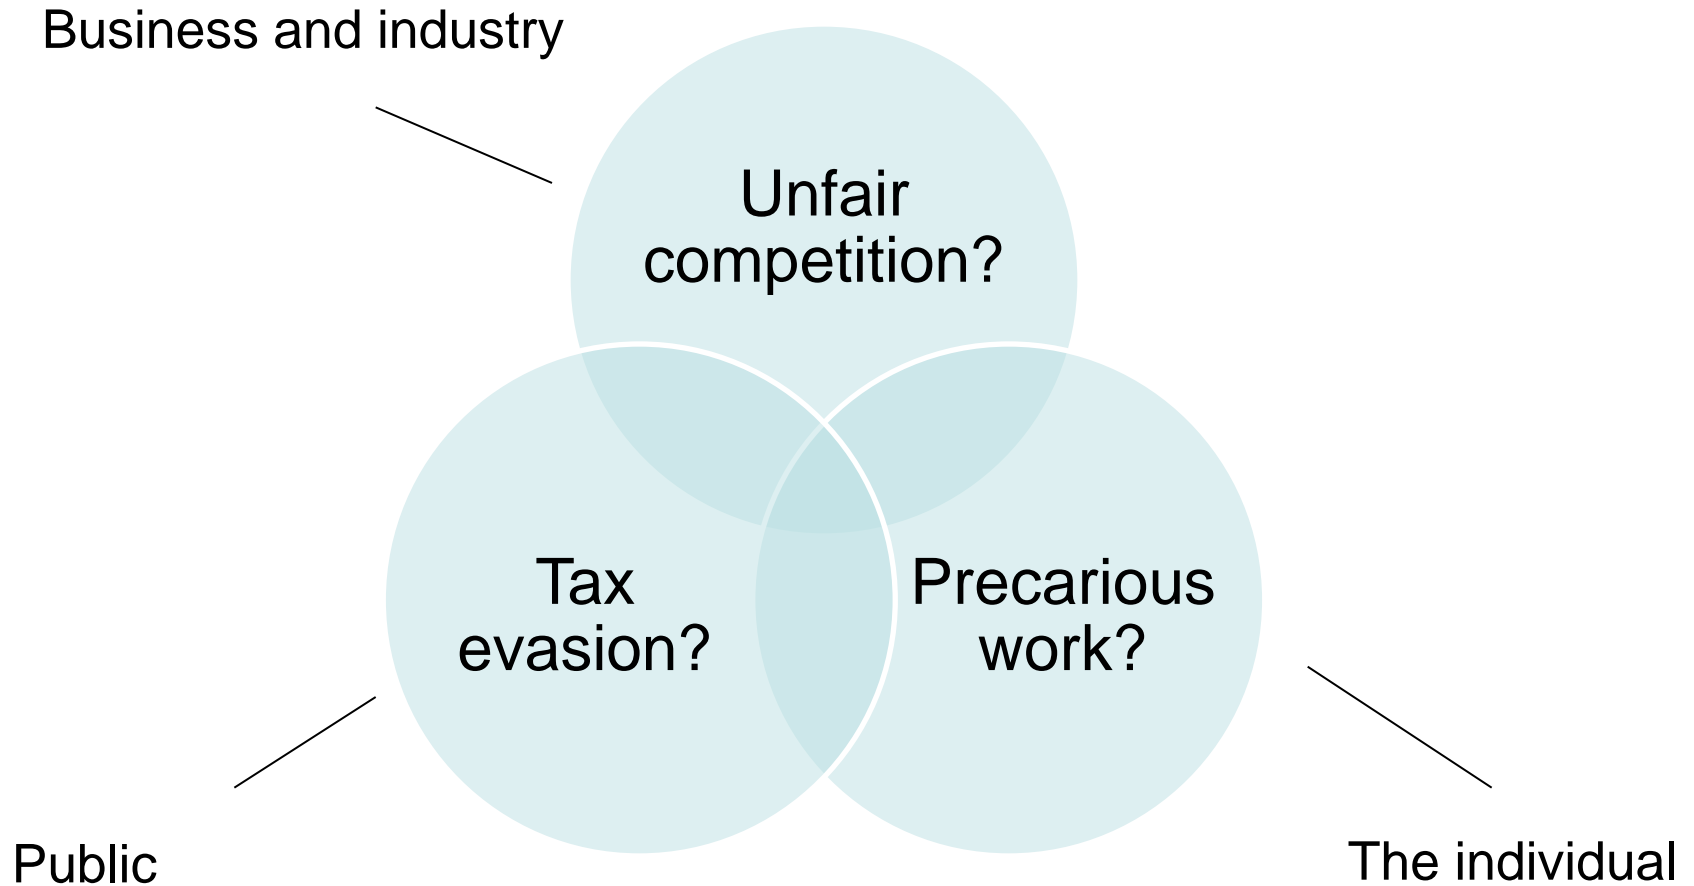 Business and industry
Unfair
competition?
Tax
evasion?
Precarious
work?
Public
The individual